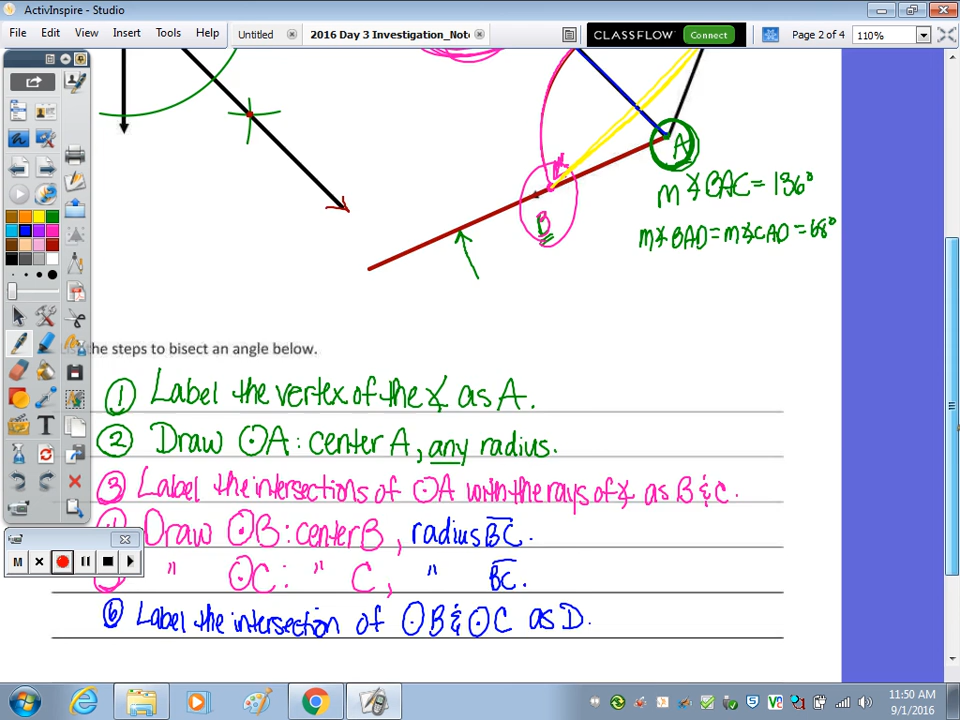 ActivInspire - Studio
File Edit View Insert Tools Help
Untitled
2016 Day 3 Investigation_Not
CLASSFLOW Connect
Page 2 of 4
110%
A
m∡BAC = 136°
B
m∡BAD = m∡CAD = 68°
the steps to bisect an angle below.
① Label the vertex of the ∡ as A.
② Draw ⊙A: center A, any radius.
③ Label the intersections of ⊙A with the rays of ∡ as B & C.
Draw ⊙B: center B, radius BC.
" ⊙C: " C, " BC.
⑥ Label the intersection of ⊙B & ⊙C as D.
M
11:50 AM
9/1/2016